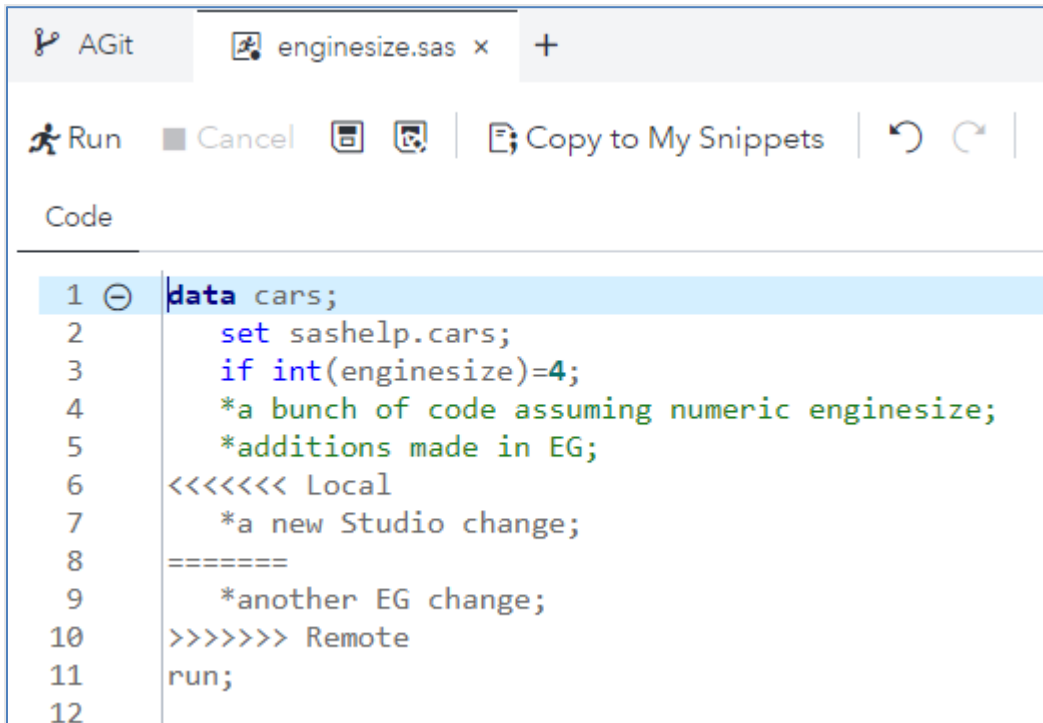 AGit enginesize.sas × +
Run Cancel Copy to My Snippets
Code
1 data cars;
2 set sashelp.cars;
3 if int(enginesize)=4;
4 *a bunch of code assuming numeric enginesize;
5 *additions made in EG;
6 <<<<<<< Local
7 *a new Studio change;
8 =======
9 *another EG change;
10 >>>>>>> Remote
11 run;
12